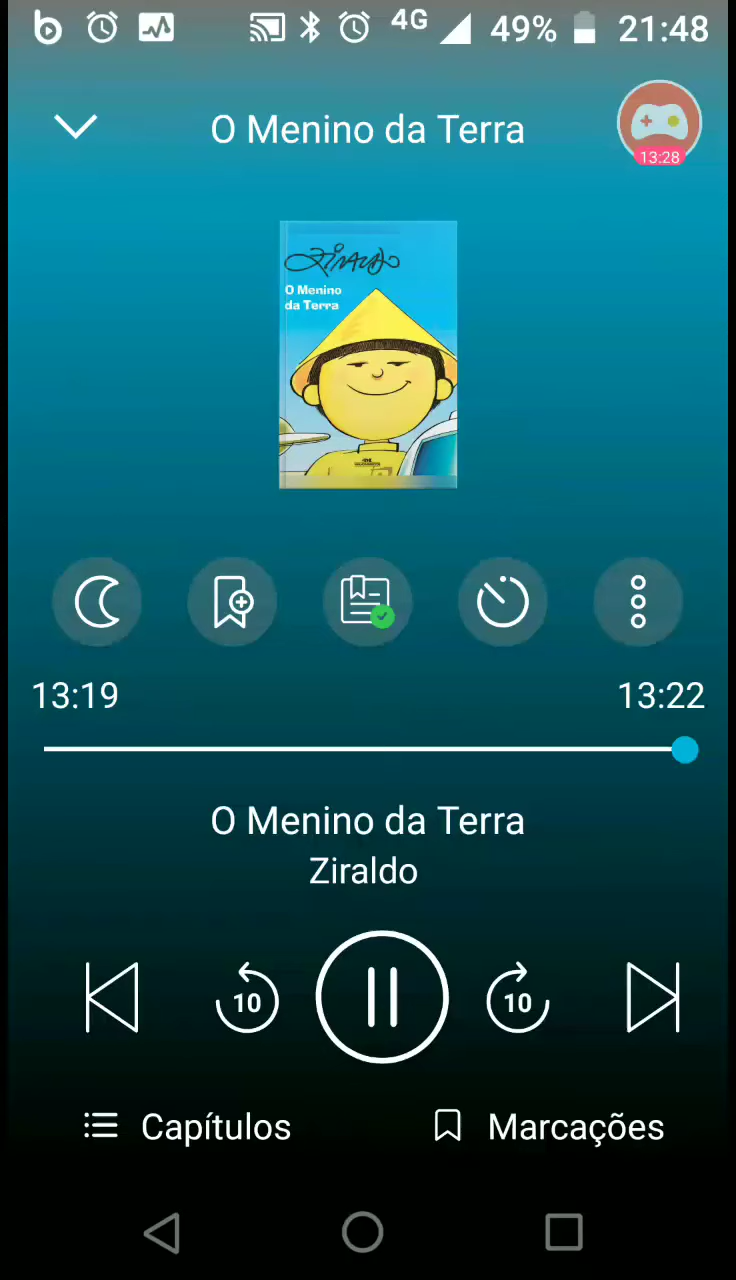 4G 49% 21:48
O Menino da Terra
13:28
ZIRALDO
O Menino
da Terra
13:19 13:22
O Menino da Terra
Ziraldo
10 10
Capítulos Marcações